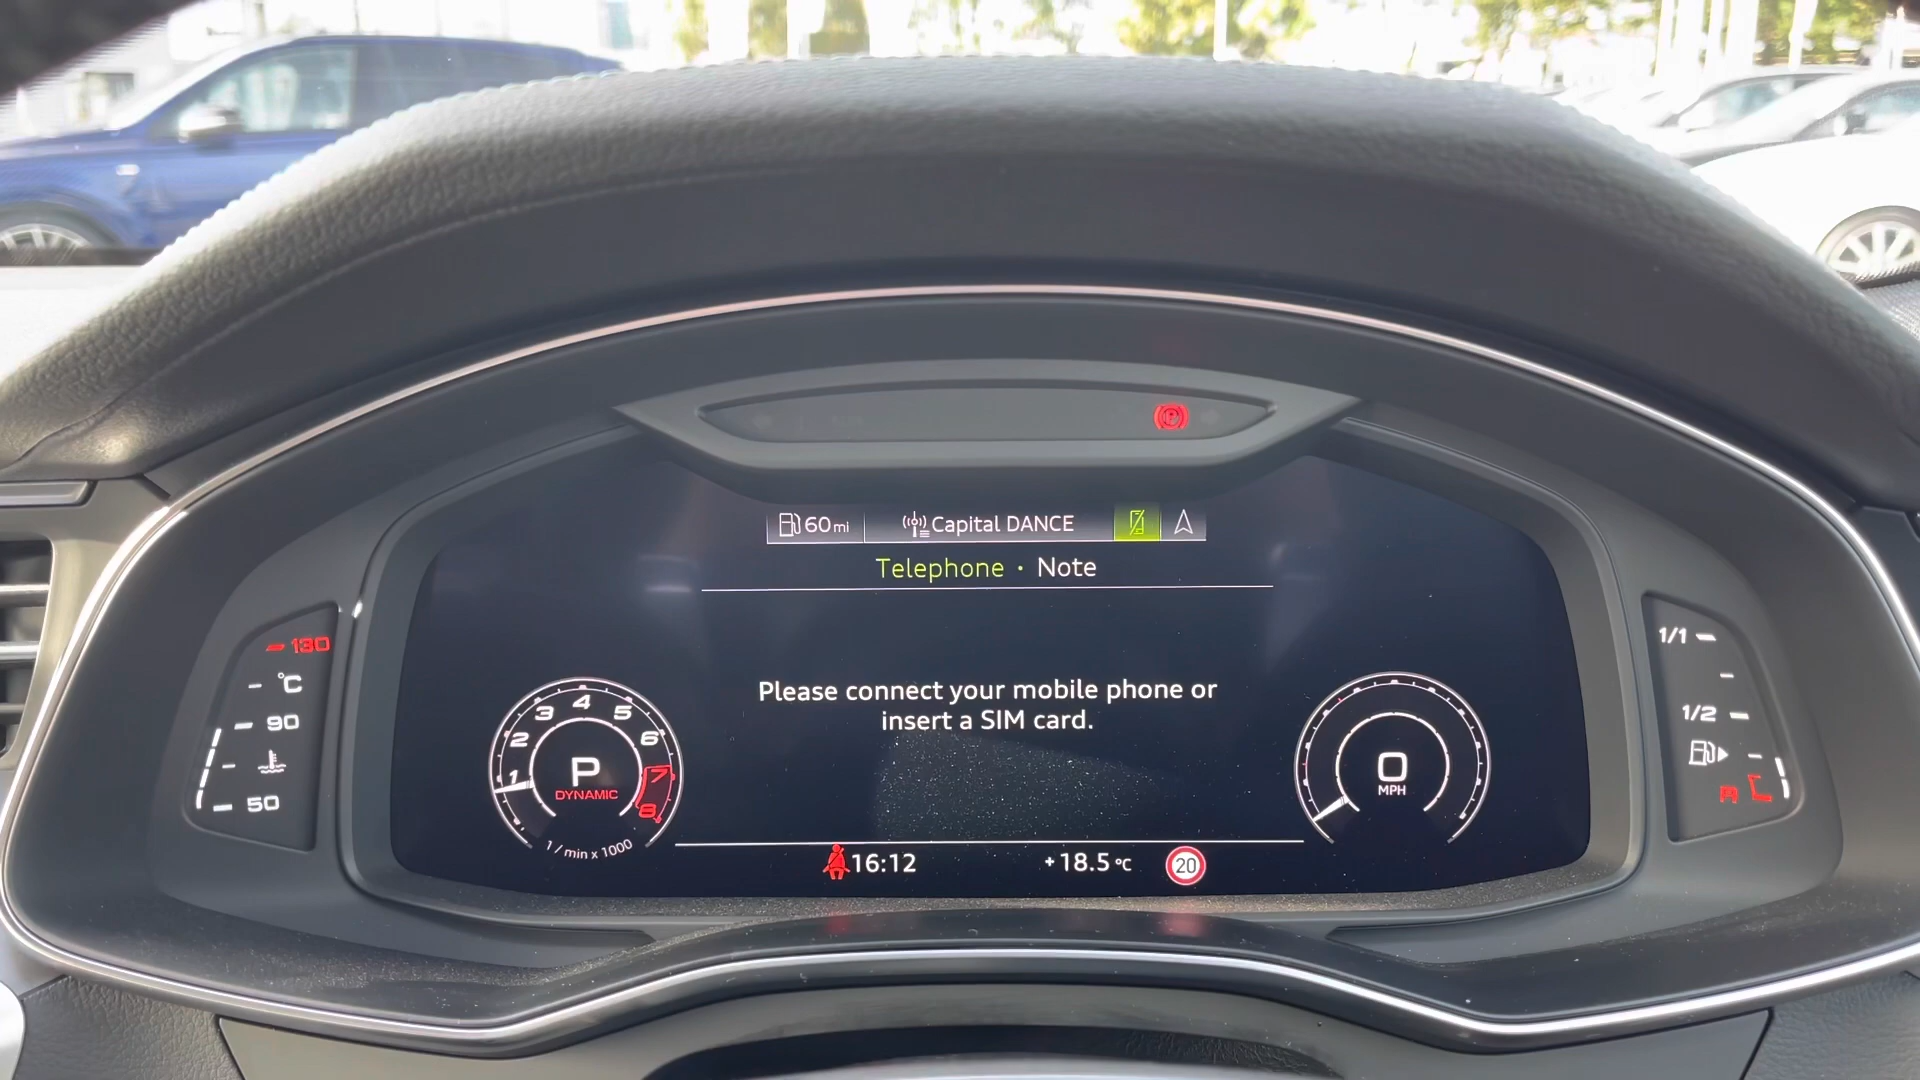 60 mi Capital DANCE
Telephone · Note
Please connect your mobile phone or
insert a SIM card.
130
°C
90
50
1 2 3 4 5 6 7 8
P
DYNAMIC
1 / min x 1000
0
MPH
1/1
1/2
16:12 +18.5 °C 20